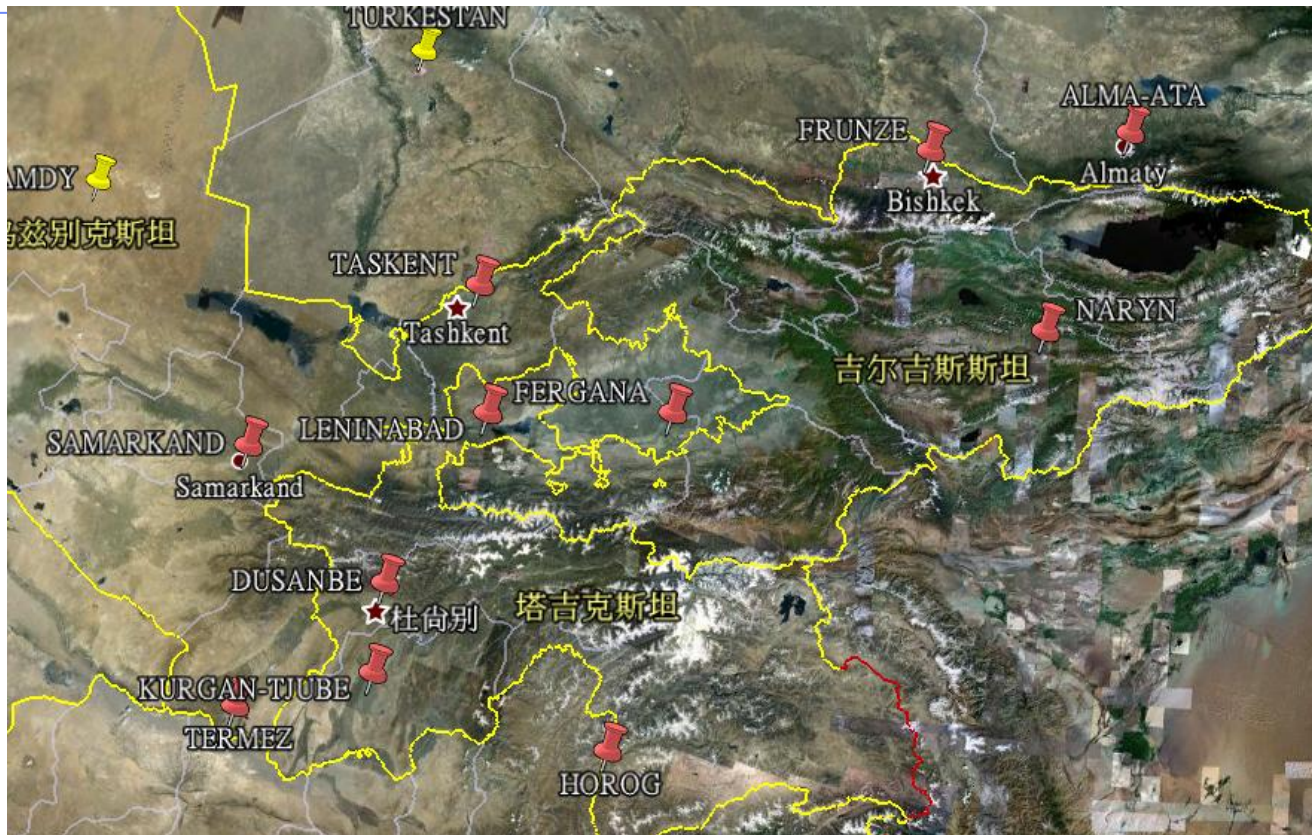 TURKESTAN
ALMA-ATA
FRUNZE
Almaty
AMDY
Bishkek
乌兹别克斯坦
TASKENT
NARYN
Tashkent
吉尔吉斯斯坦
FERGANA
LENINABAD
SAMARKAND
Samarkand
DUSANBE
塔吉克斯坦
杜尚别
KURGAN-TJUBE
TERMEZ
HOROG